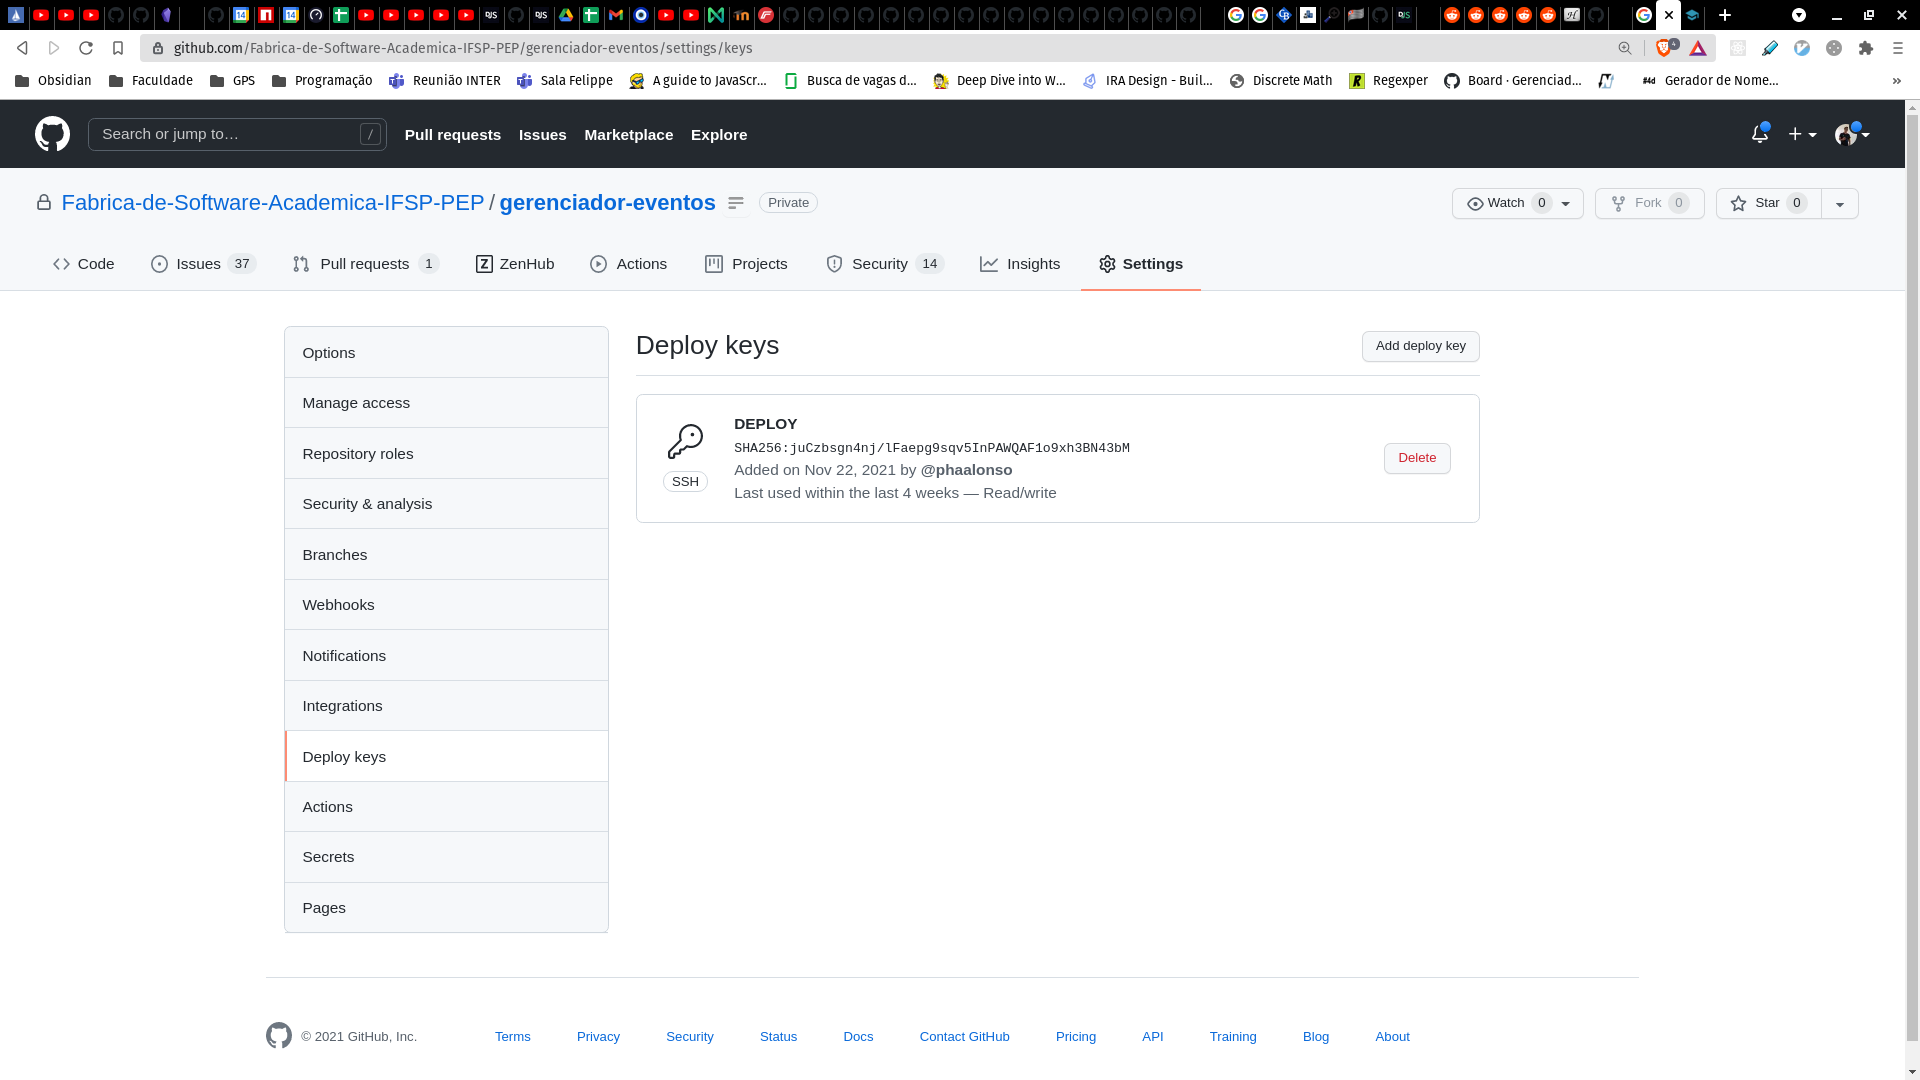 github.com/Fabrica-de-Software-Academica-IFSP-PEP/gerenciador-eventos/settings/keys
4
Obsidian Faculdade GPS Programação Reunião INTER Sala Felippe A guide to JavaScr... Busca de vagas d... Deep Dive into W... IRA Design - Buil... Discrete Math Regexper Board · Gerenciad... Gerador de Nome... »
Search or jump to… / Pull requests Issues Marketplace Explore
Fabrica-de-Software-Academica-IFSP-PEP / gerenciador-eventos Private Watch 0 Fork 0 Star 0
Code Issues 37 Pull requests 1 ZenHub Actions Projects Security 14 Insights Settings
Options
Manage access
Repository roles
Security & analysis
Branches
Webhooks
Notifications
Integrations
Deploy keys
Actions
Secrets
Pages
Deploy keys
Add deploy key
DEPLOY
SHA256:juCzbsgn4nj/lFaepg9sqv5InPAWQAF1o9xh3BN43bM
SSH
Added on Nov 22, 2021 by @phaalonso
Last used within the last 4 weeks — Read/write
Delete
© 2021 GitHub, Inc. Terms Privacy Security Status Docs Contact GitHub Pricing API Training Blog About